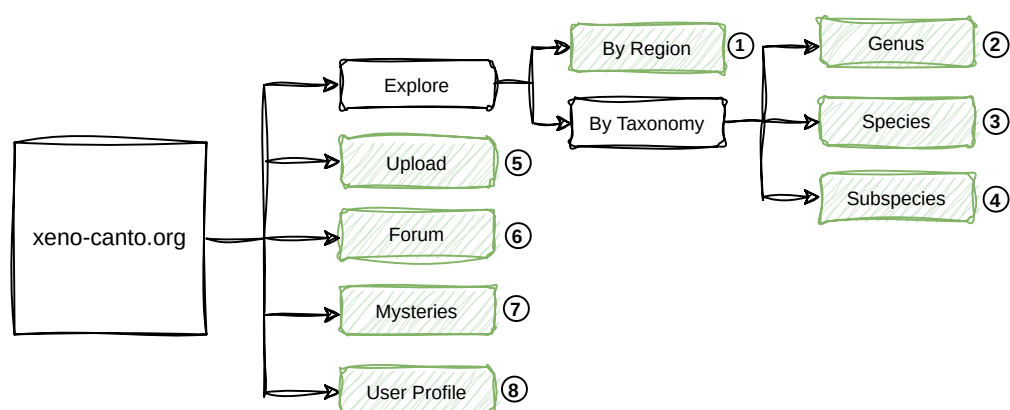 xeno-canto.org
Explore
By Region
1
By Taxonomy
Genus
2
Species
3
Subspecies
4
Upload
5
Forum
6
Mysteries
7
User Profile
8